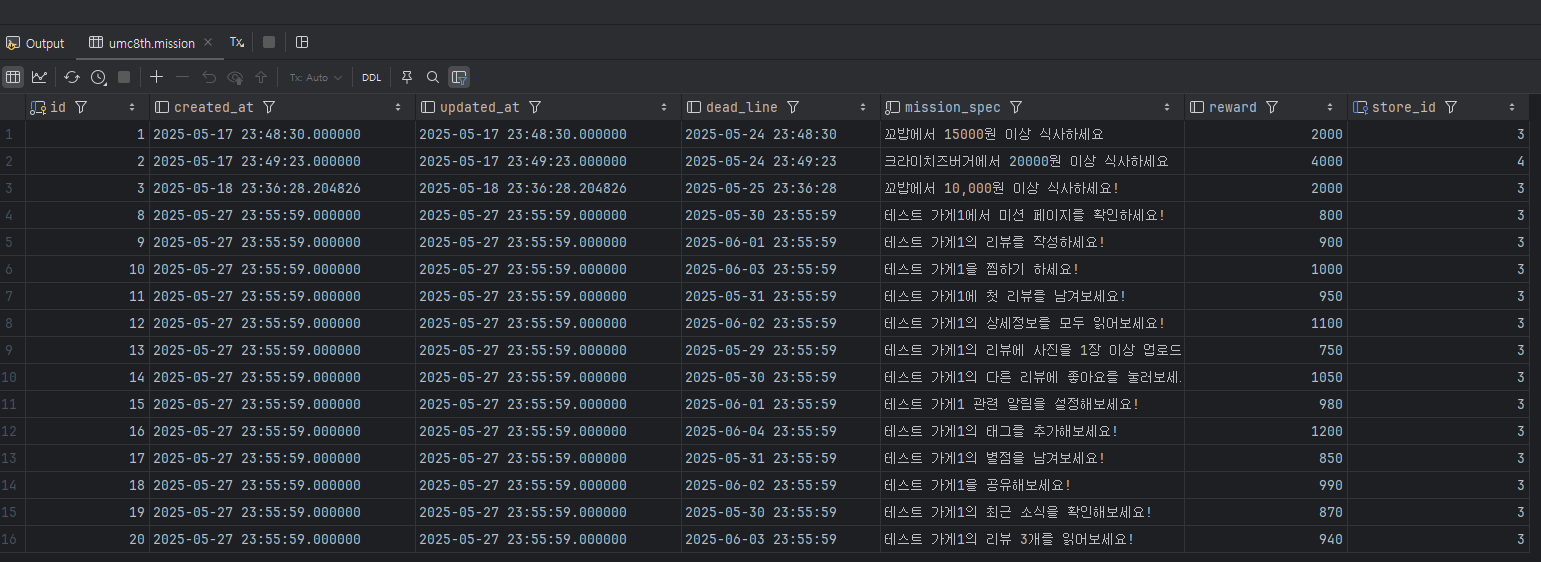 Output umc8th.mission Tx
Tx: Auto DDL
id created_at updated_at dead_line mission_spec reward store_id
1 1 2025-05-17 23:48:30.000000 2025-05-17 23:48:30.000000 2025-05-24 23:48:30 꼬밥에서 15000원 이상 식사하세요 2000 3
2 2 2025-05-17 23:49:23.000000 2025-05-17 23:49:23.000000 2025-05-24 23:49:23 크라이치즈버거에서 20000원 이상 식사하세요 4000 4
3 3 2025-05-18 23:36:28.204826 2025-05-18 23:36:28.204826 2025-05-25 23:36:28 꼬밥에서 10,000원 이상 식사하세요! 2000 3
4 8 2025-05-27 23:55:59.000000 2025-05-27 23:55:59.000000 2025-05-30 23:55:59 테스트 가게1에서 미션 페이지를 확인하세요! 800 3
5 9 2025-05-27 23:55:59.000000 2025-05-27 23:55:59.000000 2025-06-01 23:55:59 테스트 가게1의 리뷰를 작성하세요! 900 3
6 10 2025-05-27 23:55:59.000000 2025-05-27 23:55:59.000000 2025-06-03 23:55:59 테스트 가게1을 찜하기 하세요! 1000 3
7 11 2025-05-27 23:55:59.000000 2025-05-27 23:55:59.000000 2025-05-31 23:55:59 테스트 가게1에 첫 리뷰를 남겨보세요! 950 3
8 12 2025-05-27 23:55:59.000000 2025-05-27 23:55:59.000000 2025-06-02 23:55:59 테스트 가게1의 상세정보를 모두 읽어보세요! 1100 3
9 13 2025-05-27 23:55:59.000000 2025-05-27 23:55:59.000000 2025-05-29 23:55:59 테스트 가게1의 리뷰에 사진을 1장 이상 업로드 750 3
10 14 2025-05-27 23:55:59.000000 2025-05-27 23:55:59.000000 2025-05-30 23:55:59 테스트 가게1의 다른 리뷰에 좋아요를 눌러보세. 1050 3
11 15 2025-05-27 23:55:59.000000 2025-05-27 23:55:59.000000 2025-06-01 23:55:59 테스트 가게1 관련 알림을 설정해보세요! 980 3
12 16 2025-05-27 23:55:59.000000 2025-05-27 23:55:59.000000 2025-06-04 23:55:59 테스트 가게1의 태그를 추가해보세요! 1200 3
13 17 2025-05-27 23:55:59.000000 2025-05-27 23:55:59.000000 2025-05-31 23:55:59 테스트 가게1의 별점을 남겨보세요! 850 3
14 18 2025-05-27 23:55:59.000000 2025-05-27 23:55:59.000000 2025-06-02 23:55:59 테스트 가게1을 공유해보세요! 990 3
15 19 2025-05-27 23:55:59.000000 2025-05-27 23:55:59.000000 2025-05-30 23:55:59 테스트 가게1의 최근 소식을 확인해보세요! 870 3
16 20 2025-05-27 23:55:59.000000 2025-05-27 23:55:59.000000 2025-06-03 23:55:59 테스트 가게1의 리뷰 3개를 읽어보세요! 940 3